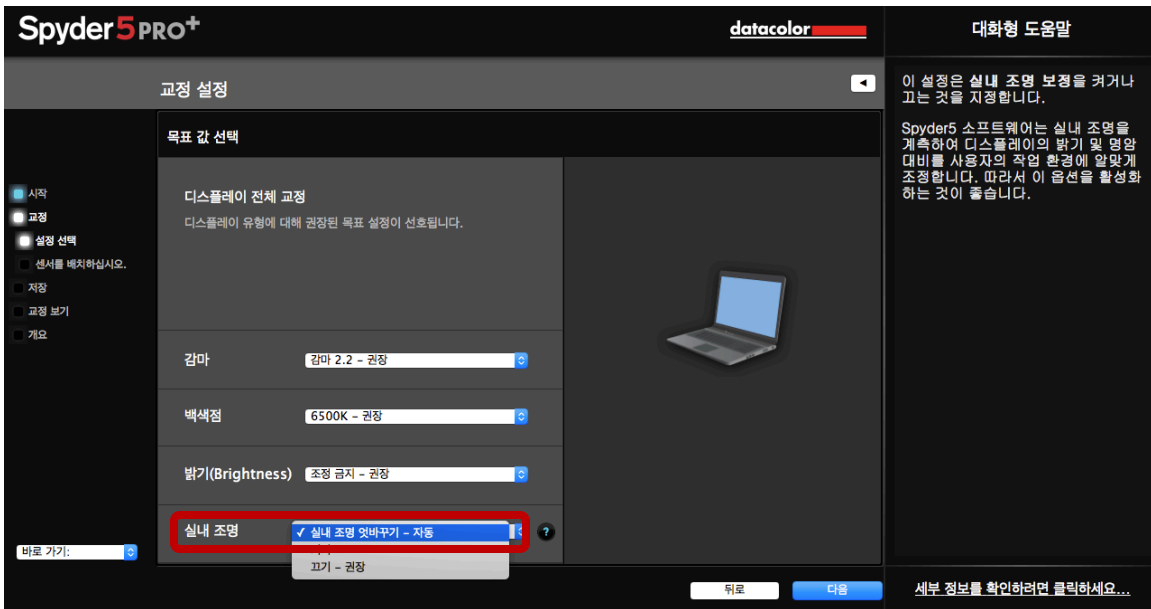 Spyder5PRO+
datacolor
대화형 도움말
교정 설정
이 설정은 실내 조명 보정을 켜거나
끄는 것을 지정합니다.
Spyder5 소프트웨어는 실내 조명을
계측하여 디스플레이의 밝기 및 명암
대비를 사용자의 작업 환경에 알맞게
조정합니다. 따라서 이 옵션을 활성화
하는 것이 좋습니다.
목표 값 선택
시작
교정
설정 선택
센서를 배치하십시오.
저장
교정 보기
개요
디스플레이 전체 교정
디스플레이 유형에 대해 권장된 목표 설정이 선호됩니다.
감마 감마 2.2 – 권장
백색점 6500K – 권장
밝기(Brightness) 조정 금지 – 권장
실내 조명 ✓ 실내 조명 엇바꾸기 – 자동 ?
끄기 – 권장
바로 가기:
뒤로
다음
세부 정보를 확인하려면 클릭하세요...